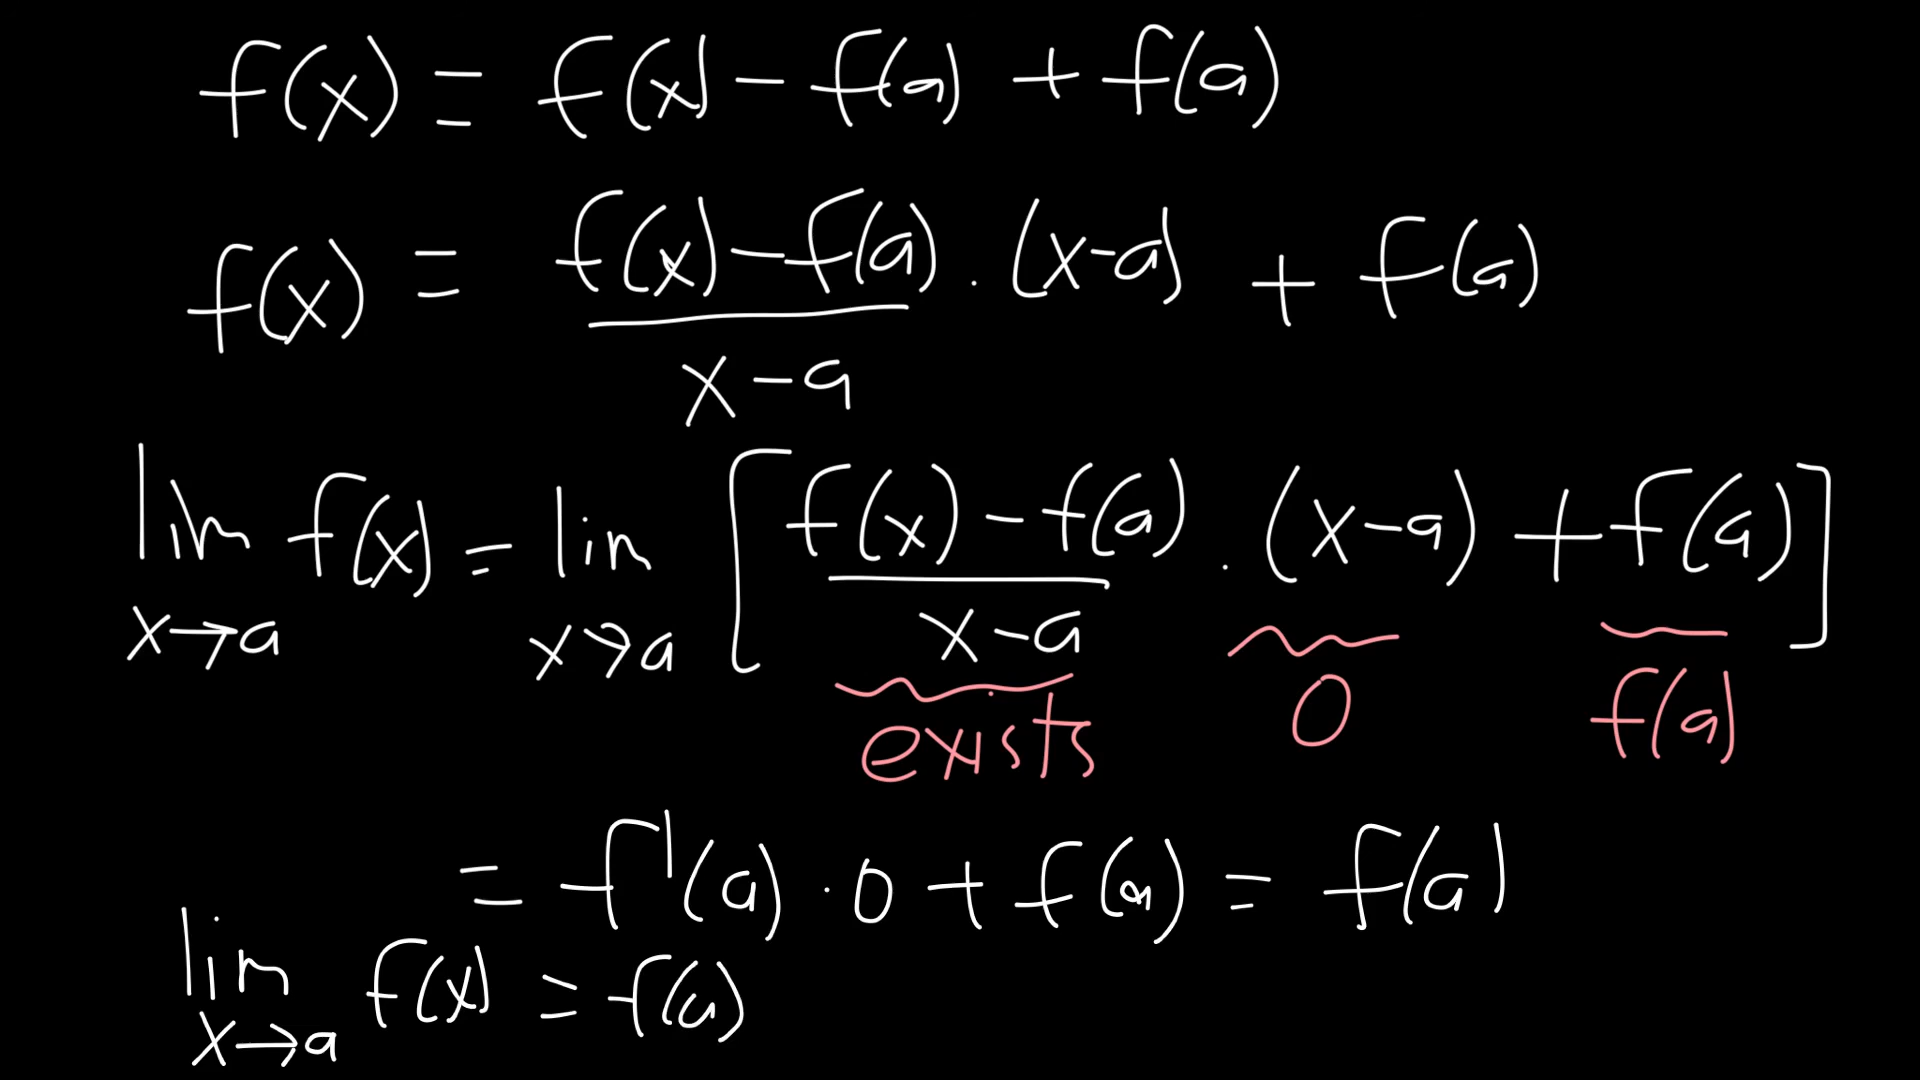 f(x) = f(x) - f(a) + f(a)
f(x) = f(x) - f(a) . (x-a) + f(a)
x - a
lim f(x) = lim [ f(x) - f(a) . (x-a) + f(a) ]
x→a x→a x-a
exists 0 f(a)
= f'(a) · 0 + f(a) = f(a)
lim f(x) = f(a)
x→a